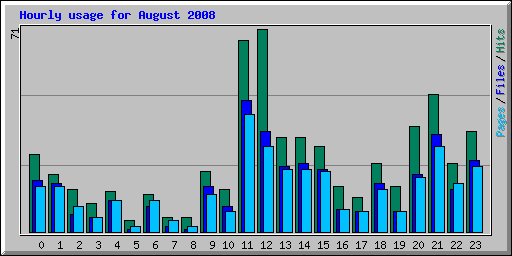 Hourly usage for August 2008
71
Pages / Files / Hits
0 1 2 3 4 5 6 7 8 9 10 11 12 13 14 15 16 17 18 19 20 21 22 23